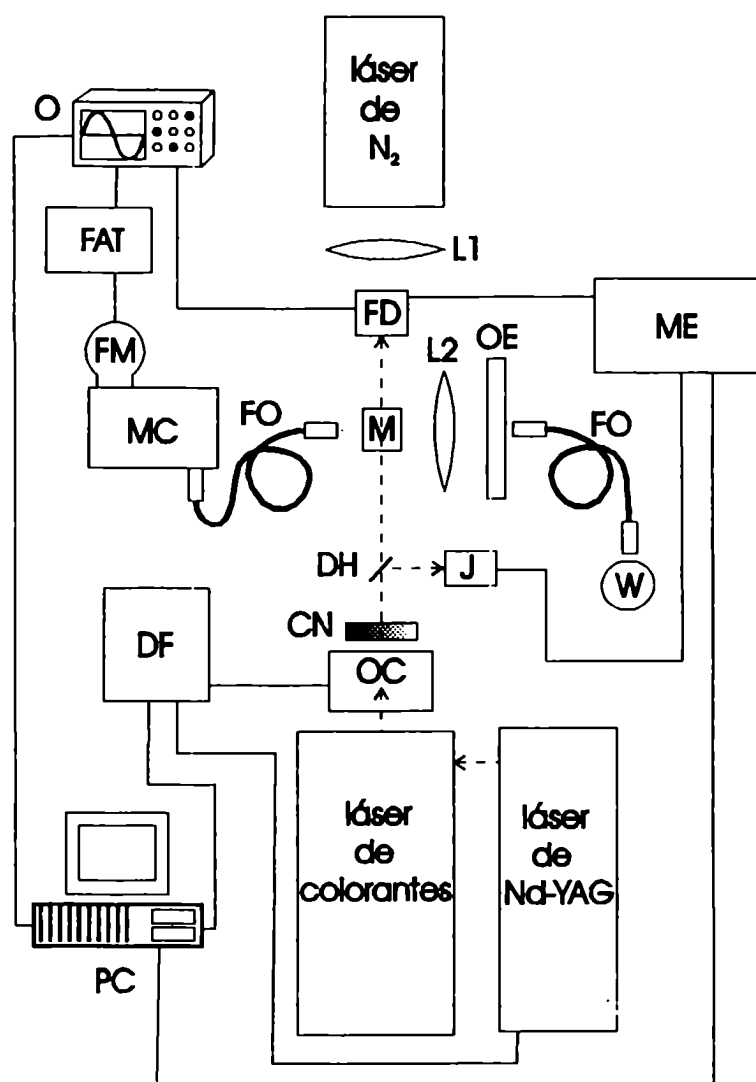 láser
de
N₂
O
L1
FAT
FD
ME
FM
L2
OE
MC
FO
M
FO
DH
J
W
CN
DF
OC
láser
de
colorantes
láser
de
Nd-YAG
PC